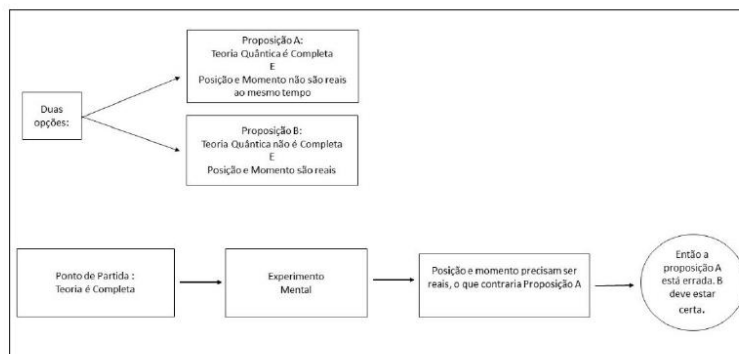 Proposição A:
Teoria Quântica é Completa
E
Posição e Momento não são reais
ao mesmo tempo
Duas
opções:
Proposição B:
Teoria Quântica não é Completa
E
Posição e Momento são reais
Ponto de Partida :
Teoria é Completa
Experimento
Mental
Posição e momento precisam ser
reais, o que contraria Proposição A
Então a
proposição A
está errada. B
deve estar
certa.